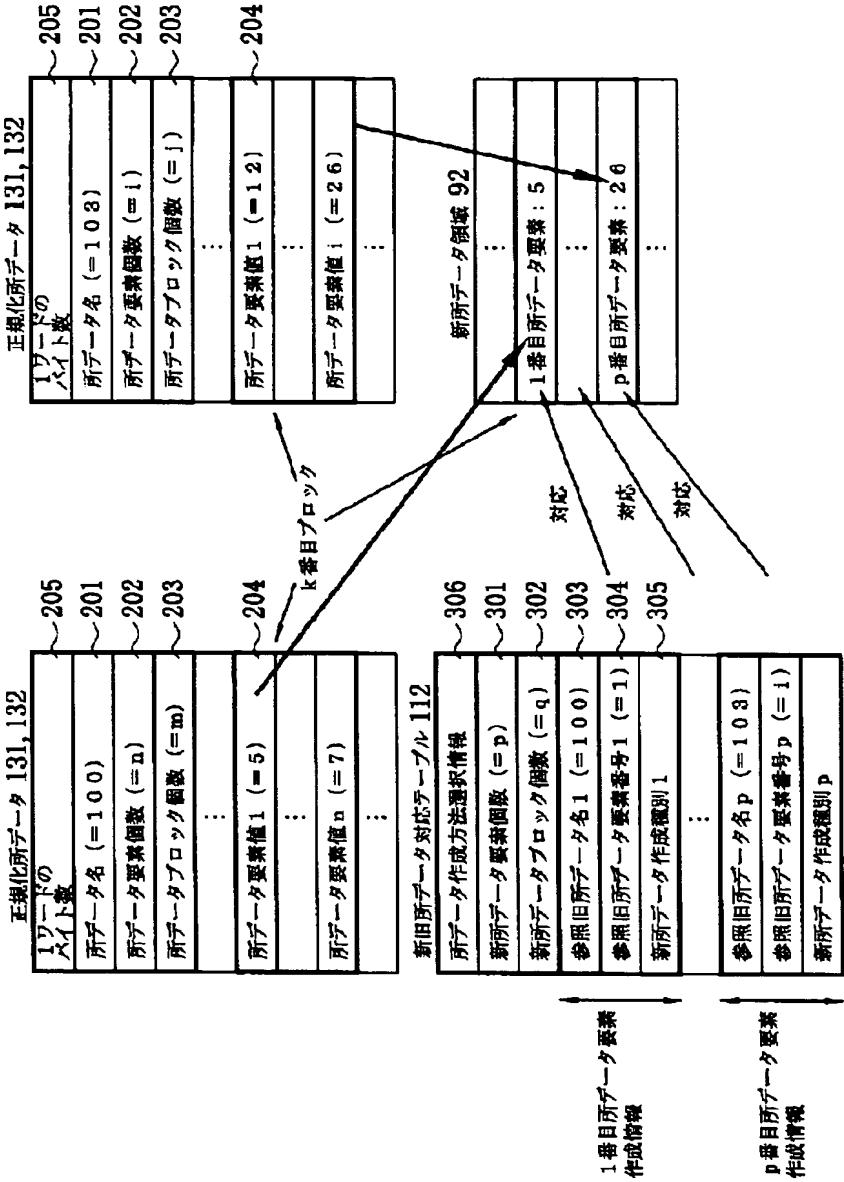 正規化所データ 131, 132
1ワードの
バイト数
205
所データ名 (=100)
201
所データ要素個数 (=n)
202
所データブロック個数 (=m)
203
⋮
所データ要素値1 (=5)
204
⋮
所データ要素値n (=7)
⋮
正規化所データ 131, 132
1ワードの
バイト数
205
所データ名 (=103)
201
所データ要素個数 (=i)
202
所データブロック個数 (=j)
203
⋮
所データ要素値1 (=12)
204
⋮
所データ要素値i (=26)
⋮
k番目ブロック
新旧所データ対応テーブル 112
所データ作成方法選択情報
306
新所データ要素個数 (=p)
301
新所データブロック個数 (=q)
302
参照旧所データ名1 (=100)
303
参照旧所データ要素番号1 (=1)
304
新所データ作成種別1
305
⋮
参照旧所データ名p (=103)
参照旧所データ要素番号p (=i)
新所データ作成種別p
1番目所データ要素
作成情報
p番目所データ要素
作成情報
対応
対応
対応
新所データ領域 92
⋮
1番目所データ要素:5
⋮
p番目所データ要素:26
⋮